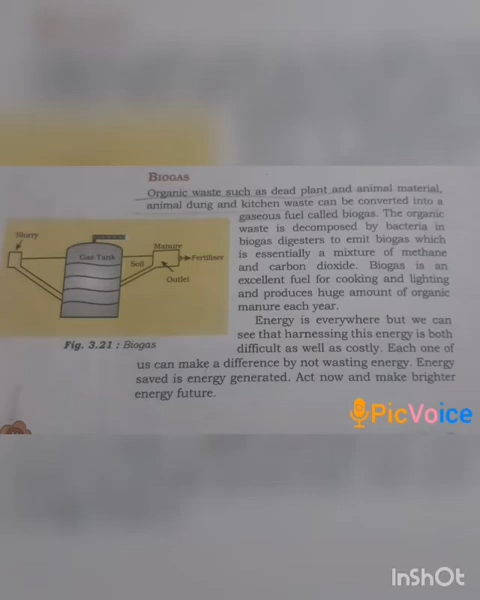 BIOGAS
Organic waste such as dead plant and animal material,
animal dung and kitchen waste can be converted into a
gaseous fuel called biogas. The organic
waste is decomposed by bacteria in
biogas digesters to emit biogas which
is essentially a mixture of methane
and carbon dioxide. Biogas is an
excellent fuel for cooking and lighting
and produces huge amount of organic
manure each year.
Slurry
Gas Tank
Soil
Manure
Fertiliser
Outlet
Fig. 3.21 : Biogas
Energy is everywhere but we can
see that harnessing this energy is both
difficult as well as costly. Each one of
us can make a difference by not wasting energy. Energy
saved is energy generated. Act now and make brighter
energy future.
PicVoice
InShOt